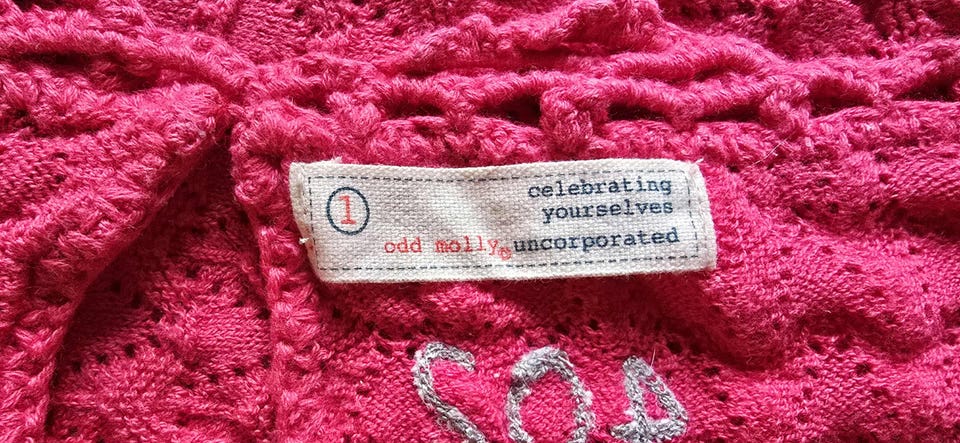 1
celebrating
yourselves
odd molly® uncorporated